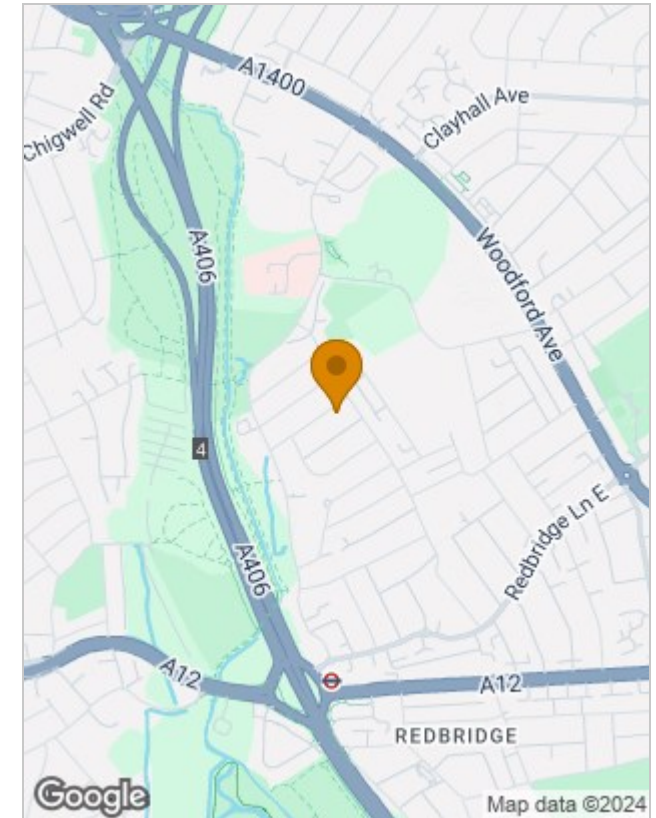 A1400
Chigwell Rd
Clayhall Ave
A406
Woodford Ave
4
Redbridge Ln E
A406
A12
A12
REDBRIDGE
Google
Map data ©2024